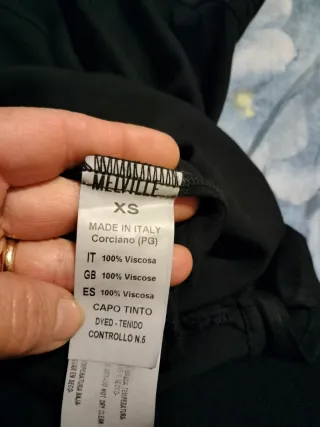 MELVILLE
XS
MADE IN ITALY
Corciano (PG)
IT 100% Viscosa
GB 100% Viscose
ES 100% Viscosa
CAPO TINTO
DYED - TENIDO
CONTROLLO N.5